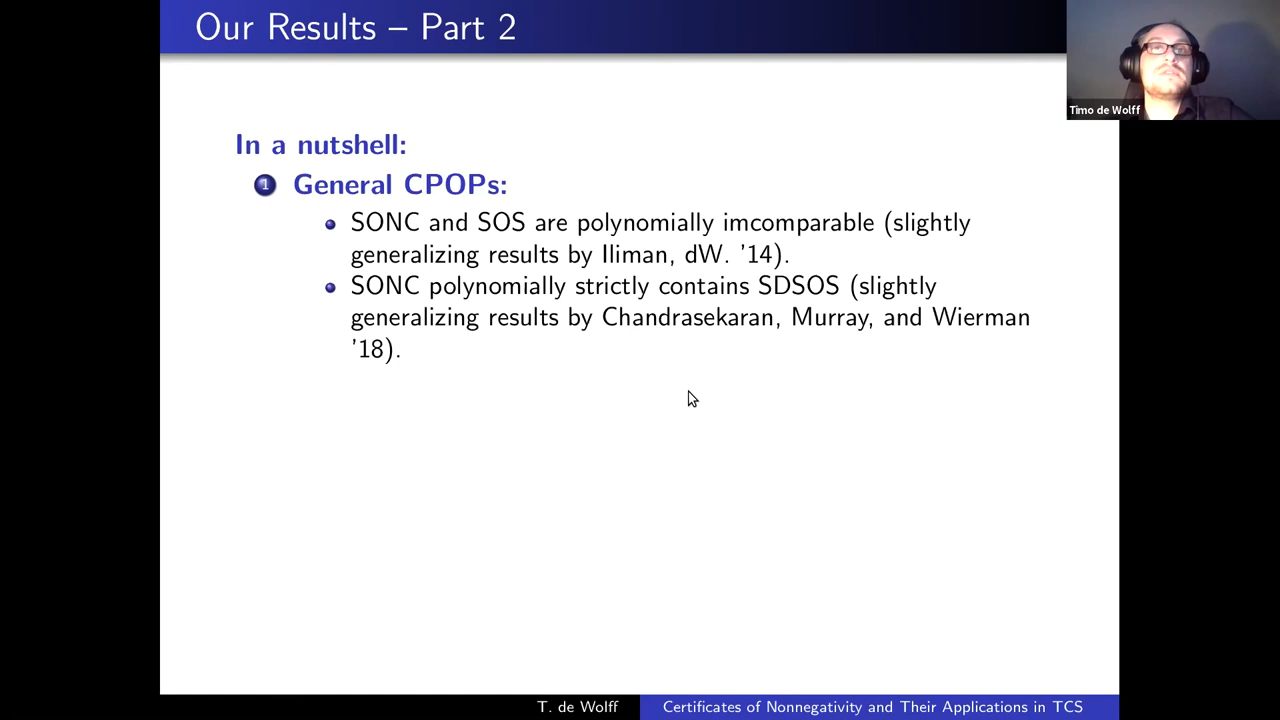 Our Results – Part 2
Timo de Wolff
In a nutshell:
1 General CPOPs:
SONC and SOS are polynomially imcomparable (slightly
generalizing results by Iliman, dW. '14).
SONC polynomially strictly contains SDSOS (slightly
generalizing results by Chandrasekaran, Murray, and Wierman
'18).
T. de Wolff
Certificates of Nonnegativity and Their Applications in TCS